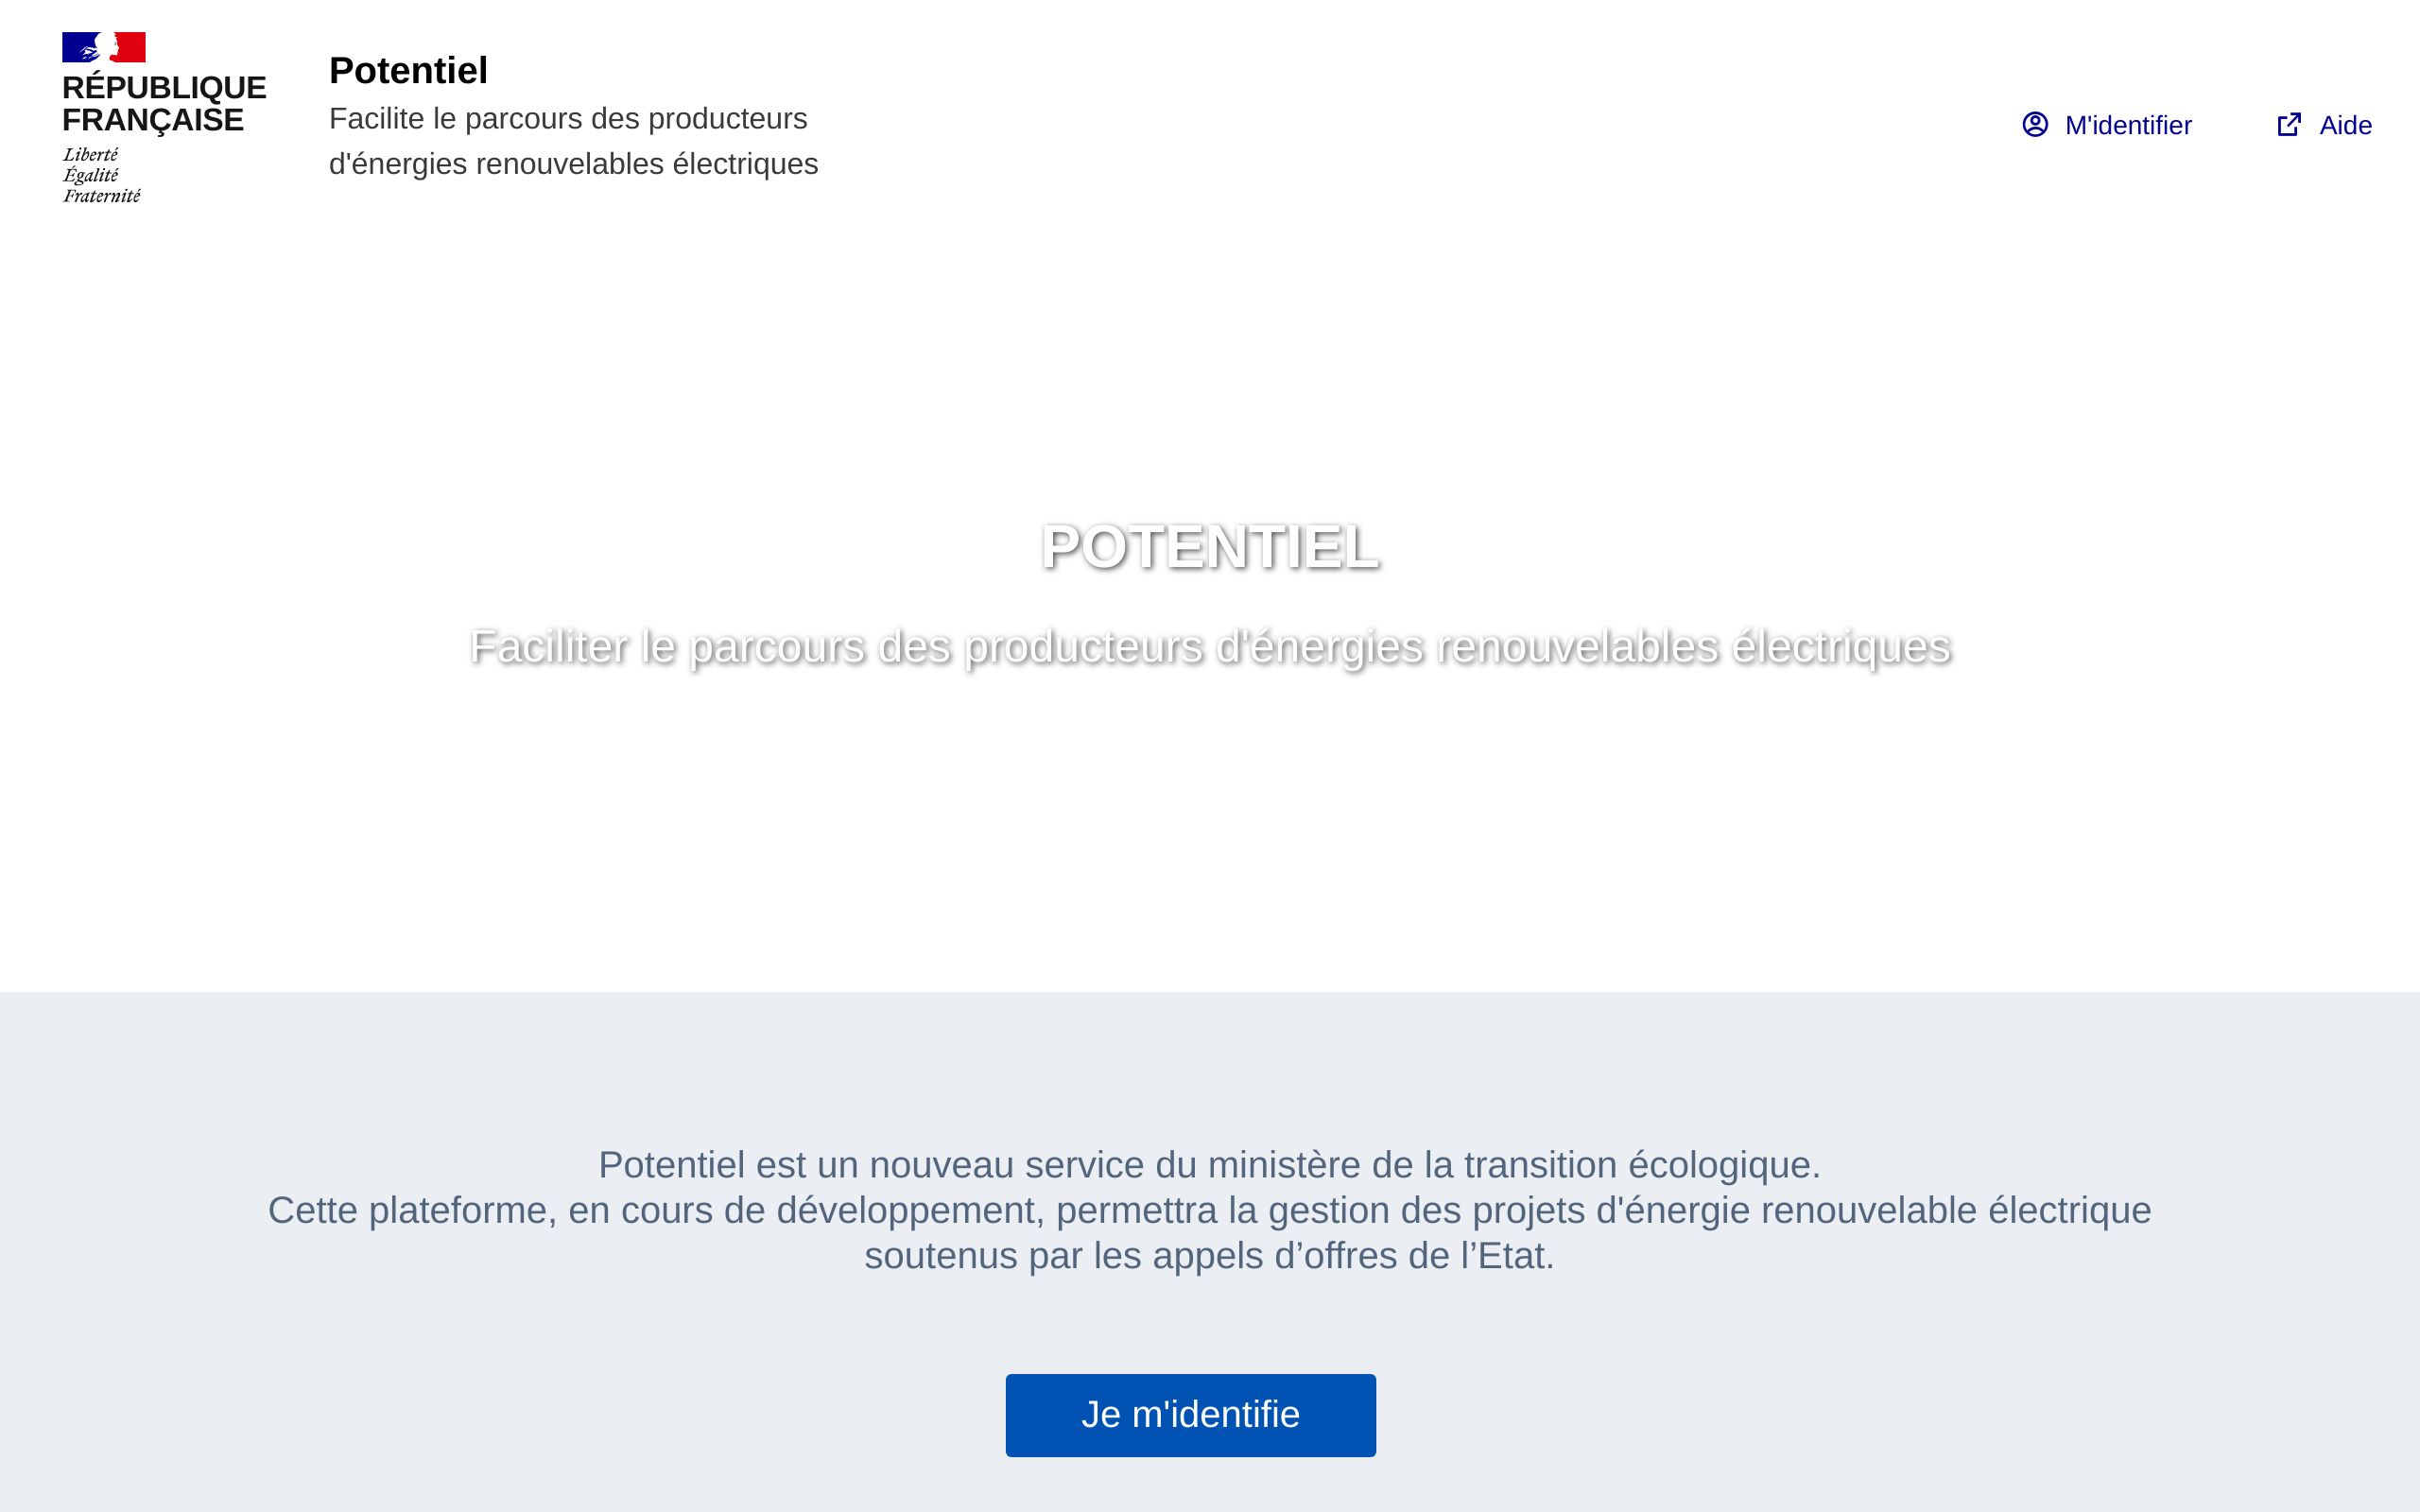 RÉPUBLIQUE
FRANÇAISE
Liberté
Égalité
Fraternité
Potentiel
Facilite le parcours des producteurs
d'énergies renouvelables électriques
M'identifier
Aide
POTENTIEL
Faciliter le parcours des producteurs d'énergies renouvelables électriques
Potentiel est un nouveau service du ministère de la transition écologique.
Cette plateforme, en cours de développement, permettra la gestion des projets d'énergie renouvelable électrique
soutenus par les appels d’offres de l’Etat.
Je m'identifie